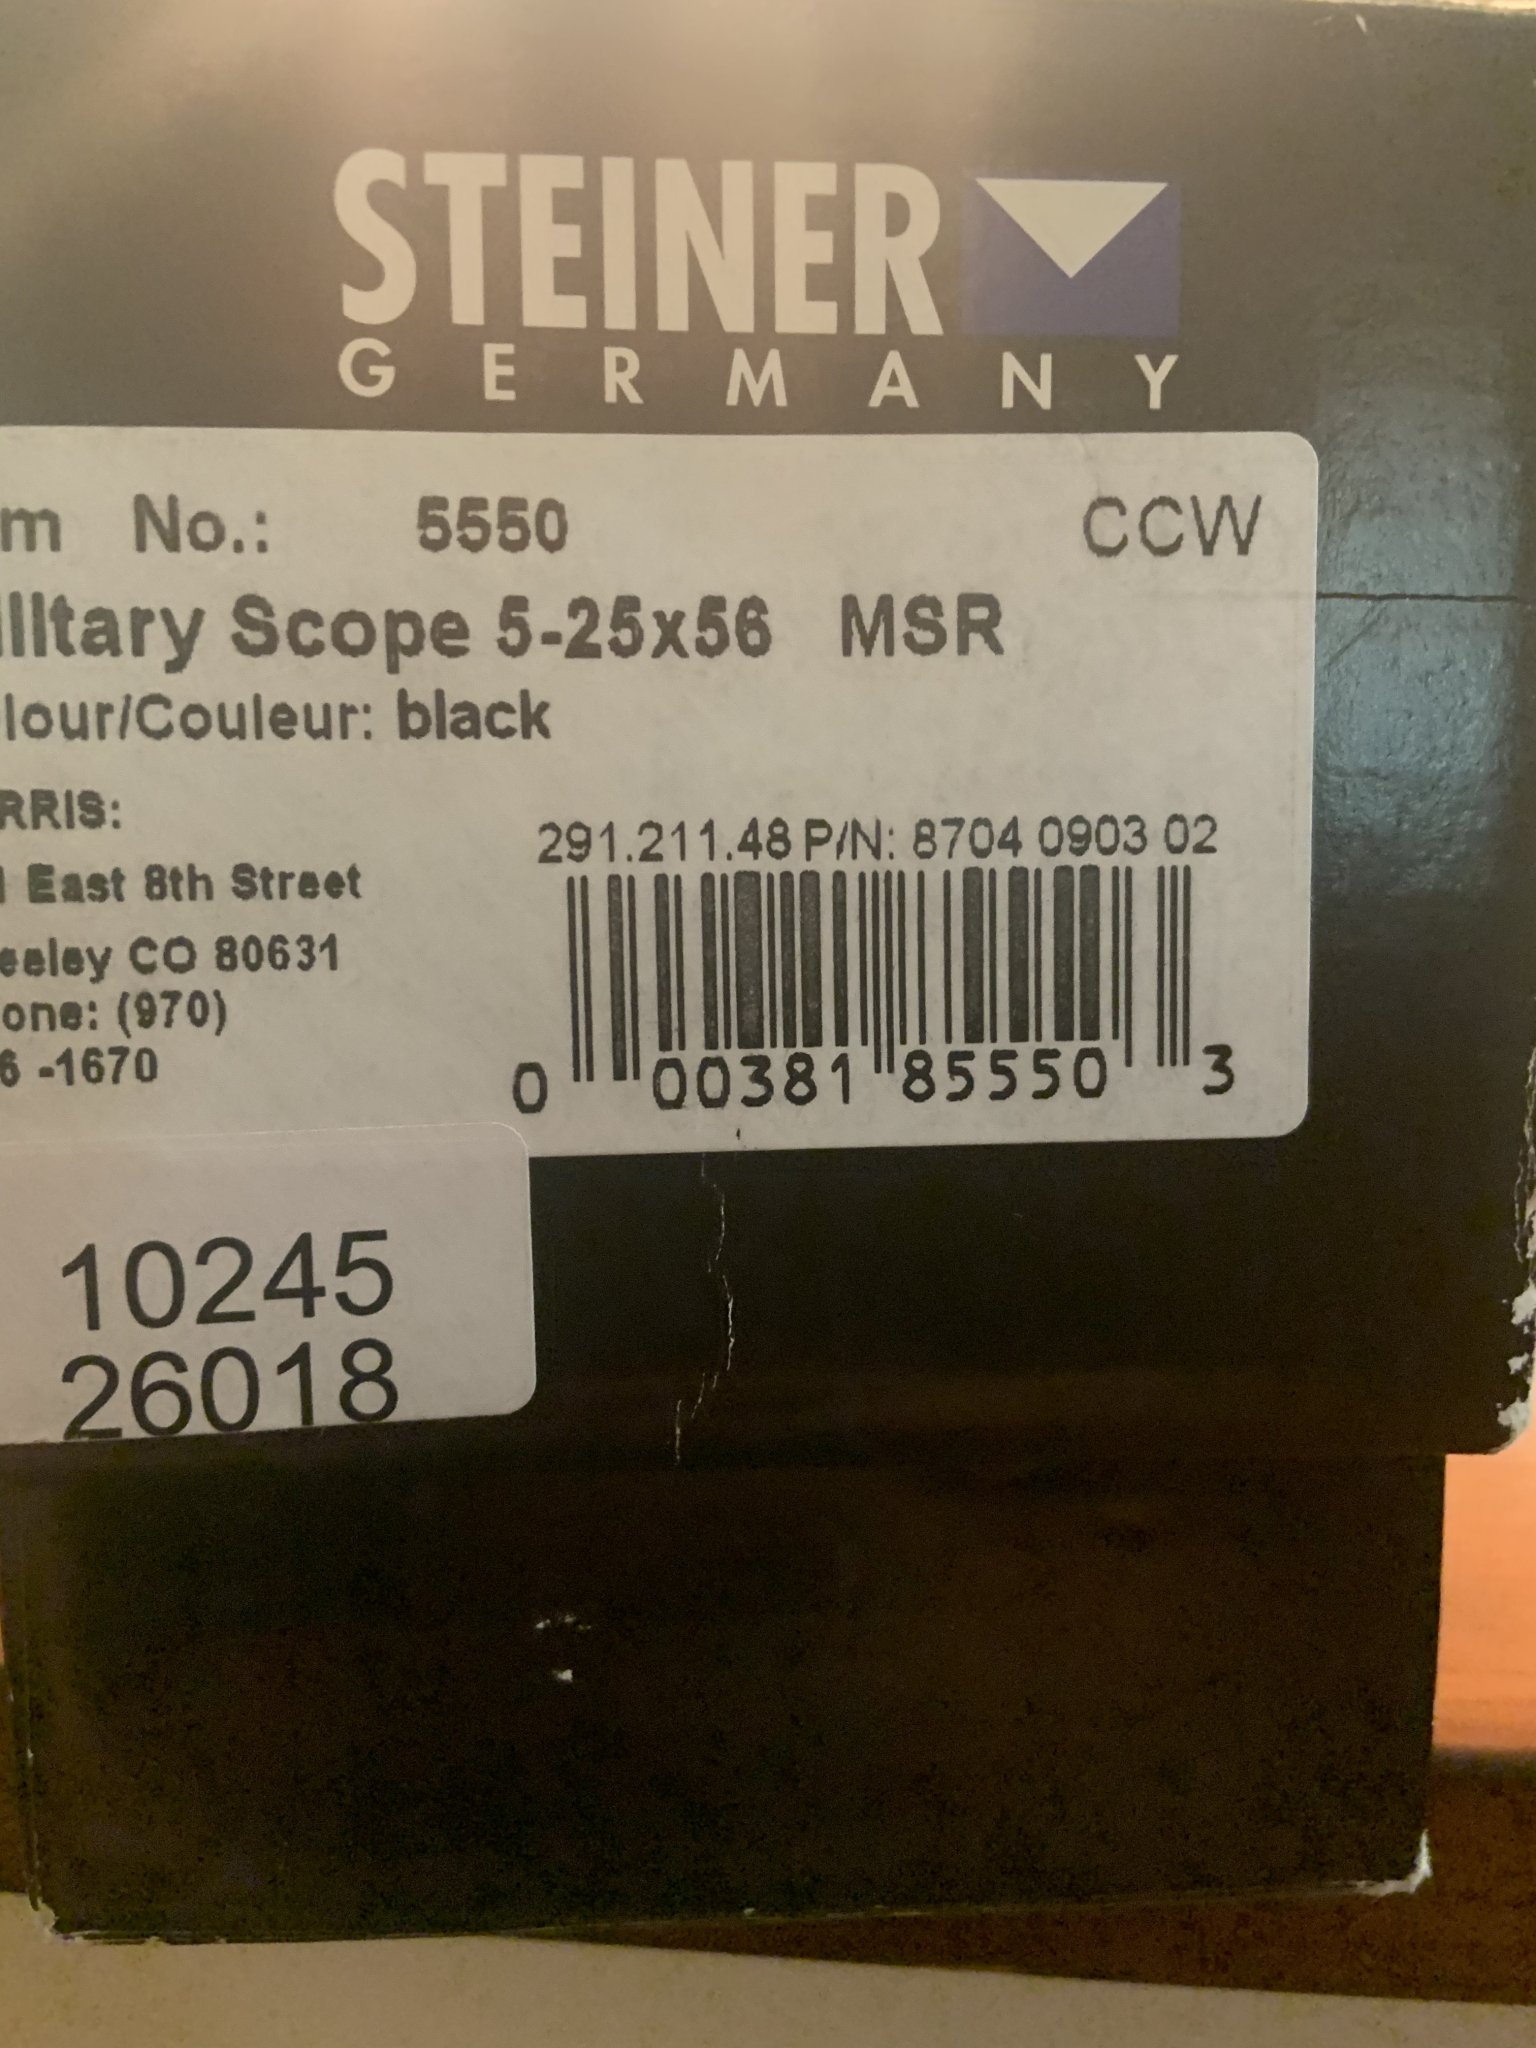 STEINER
GERMANY
m No.: 5550 CCW
ilitary Scope 5-25x56 MSR
lour/Couleur: black
RRIS:
East 8th Street
eeley CO 80631
one: (970)
6 -1670
291.211.48 P/N: 8704 0903 02
0 00381 85550 3
10245
26018